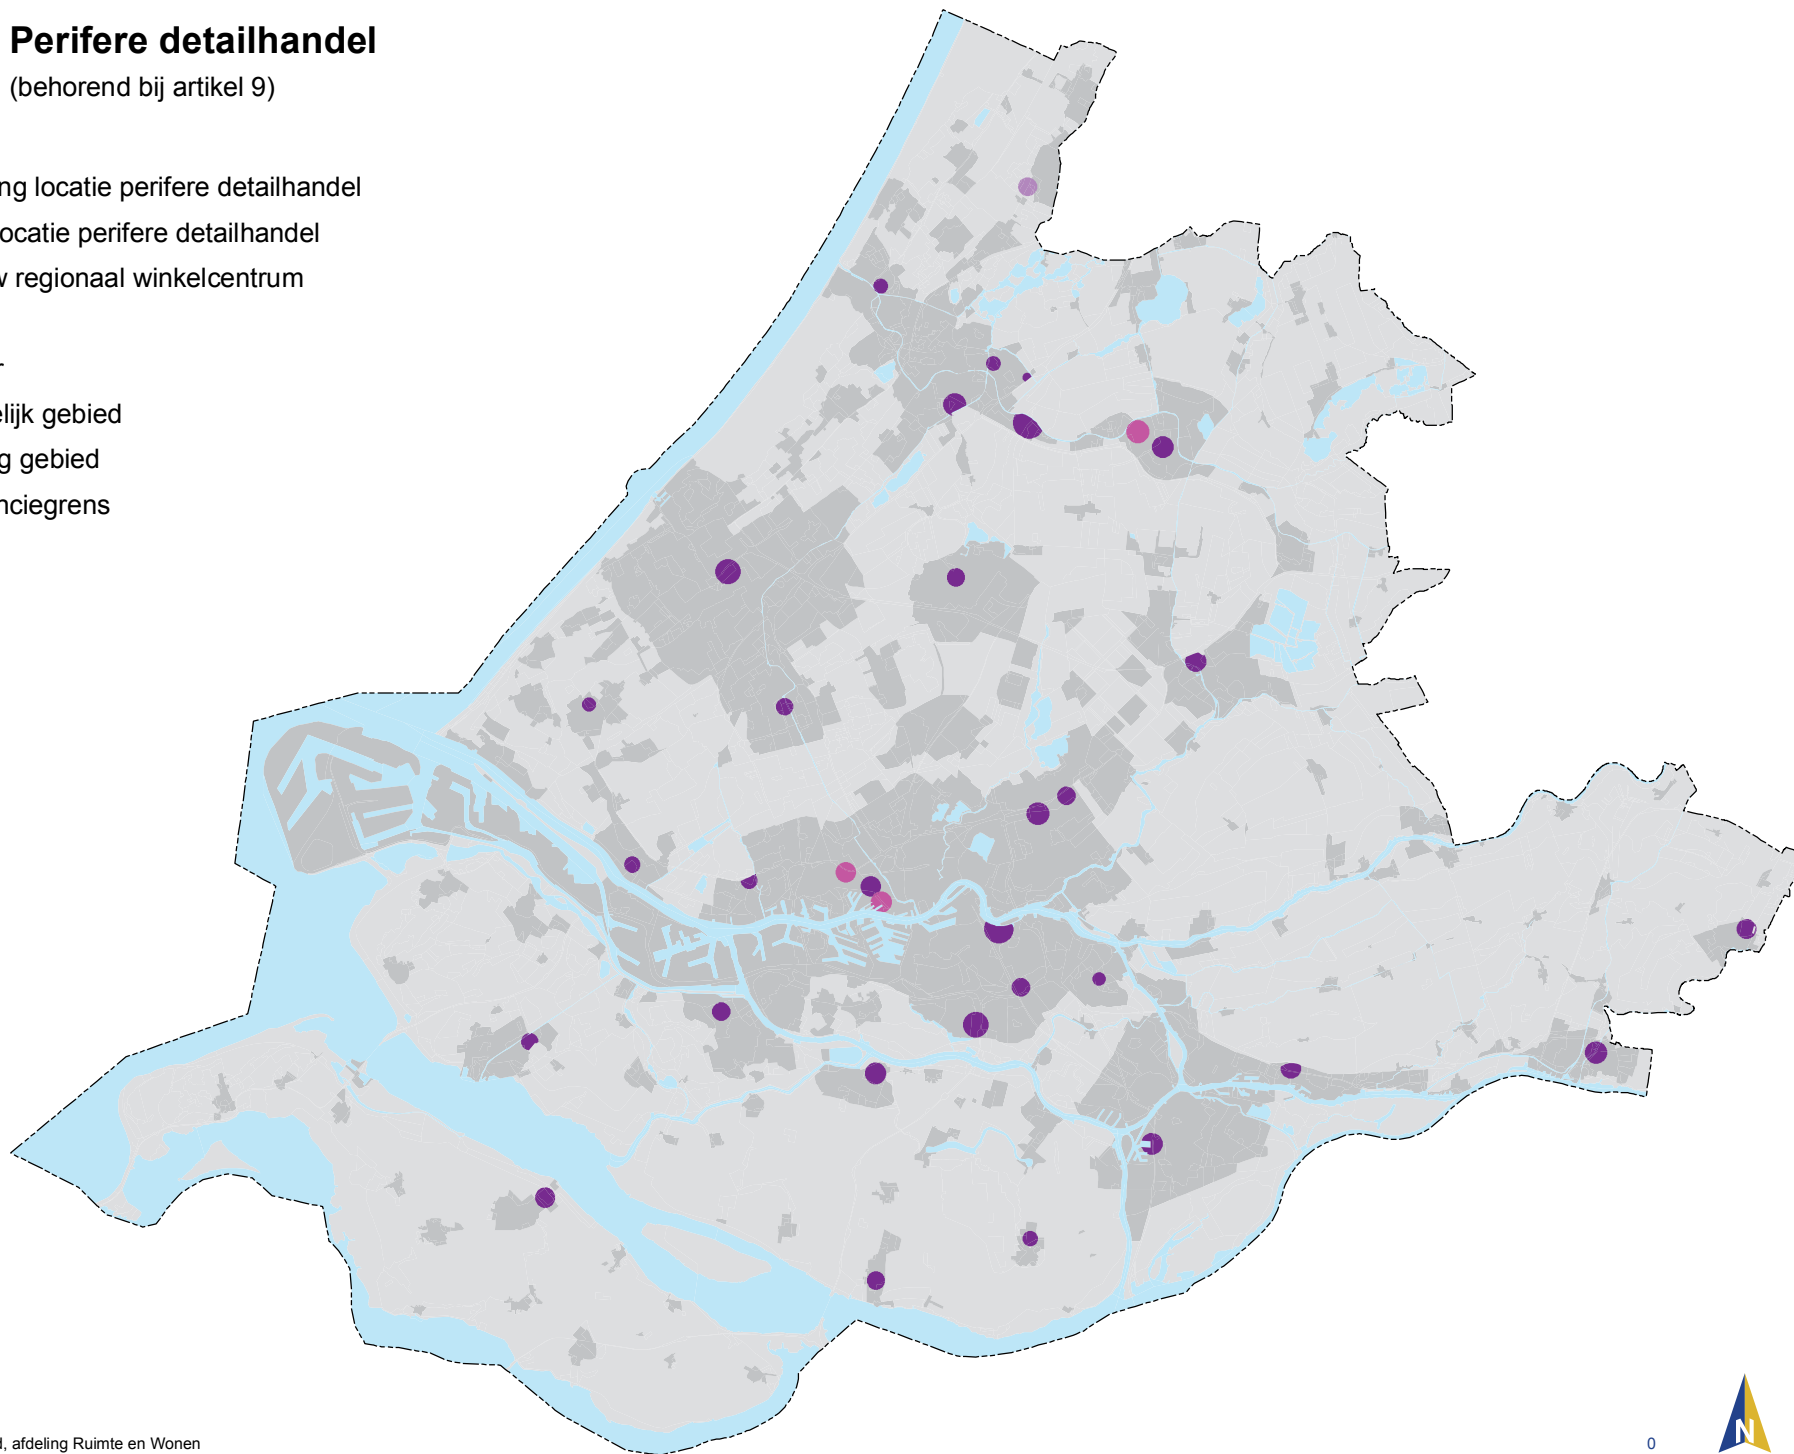 Perifere detailhandel
(behorend bij artikel 9)
ng locatie perifere detailhandel
ocatie perifere detailhandel
regionaal winkelcentrum
elijk gebied
g gebied
nciegrens
d, afdeling Ruimte en Wonen
0
N